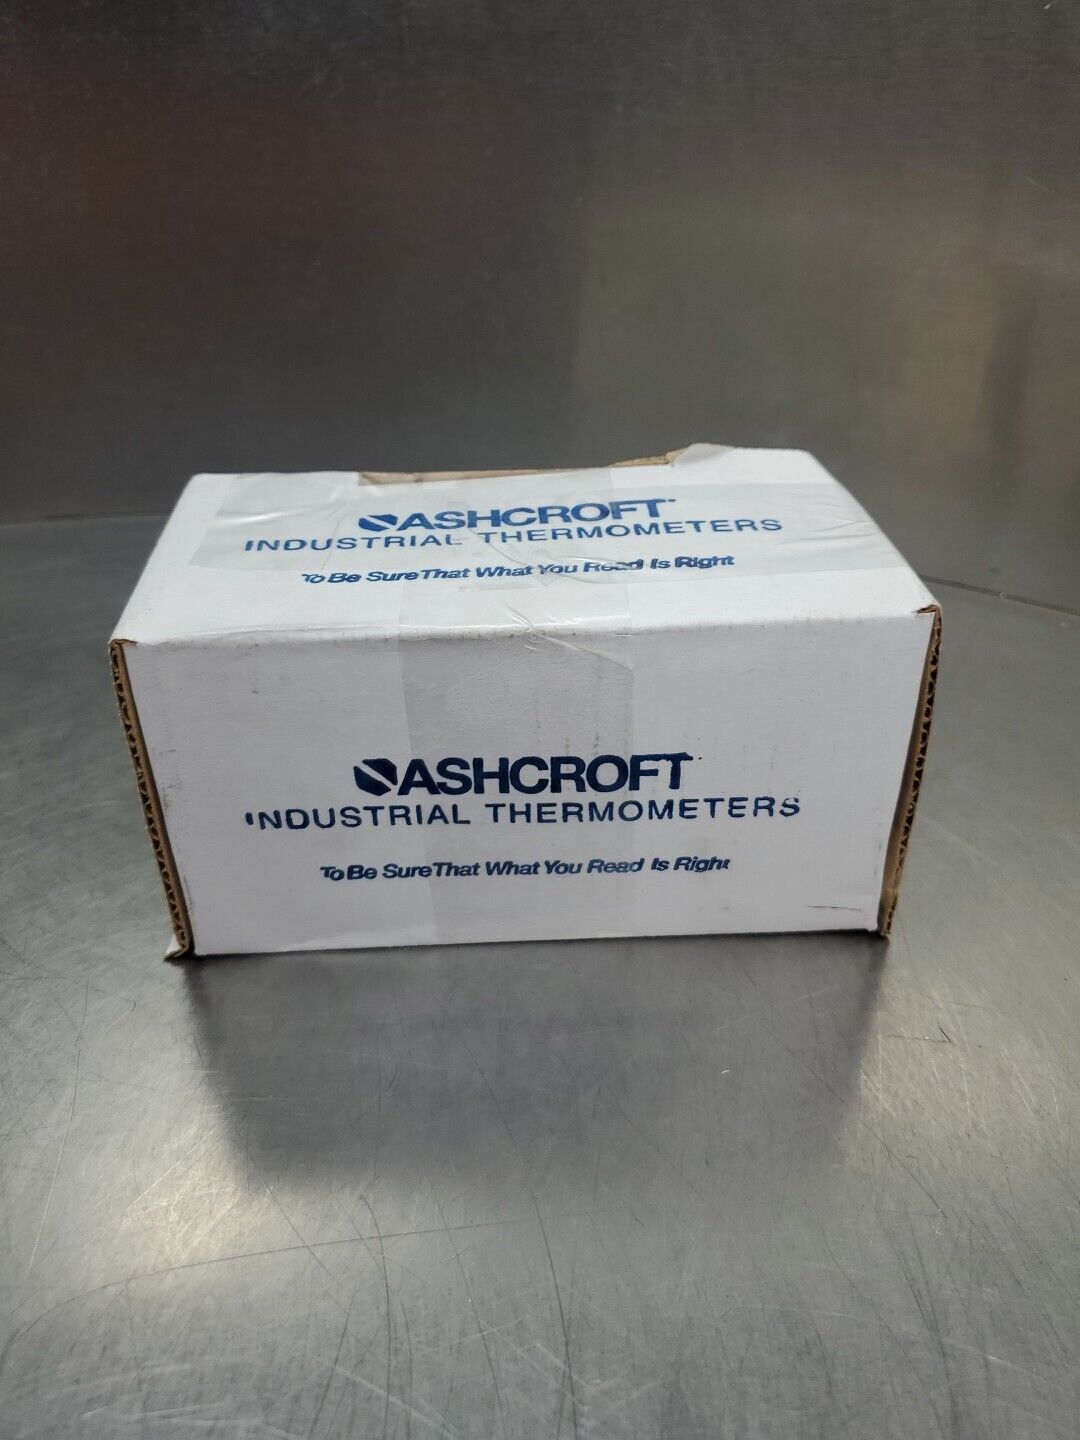 ASHCROFT
INDUSTRIAL THERMOMETERS
To Be Sure That What You Read Is Right
ASHCROFT
INDUSTRIAL THERMOMETERS
To Be Sure That What You Read Is Right